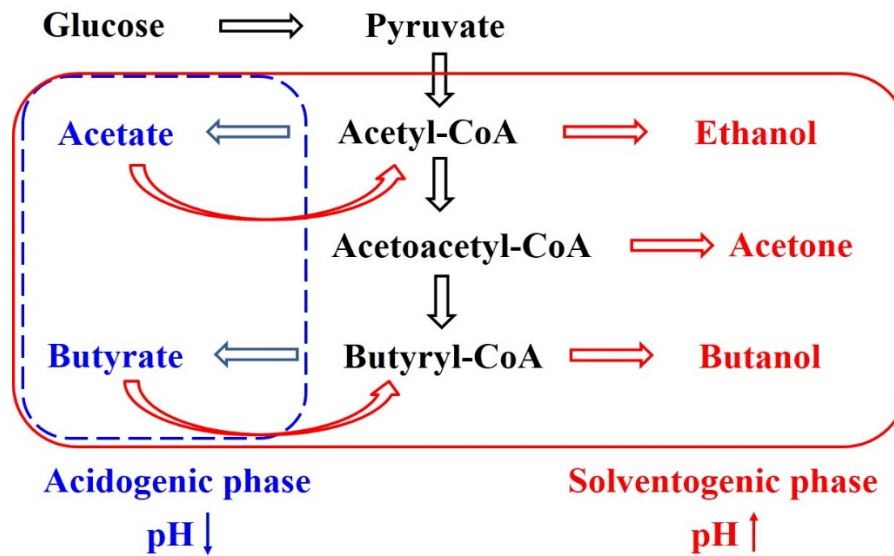 Glucose Pyruvate
Acetate Acetyl-CoA Ethanol
Acetoacetyl-CoA Acetone
Butyrate Butyryl-CoA Butanol
Acidogenic phase Solventogenic phase
pH↓ pH↑